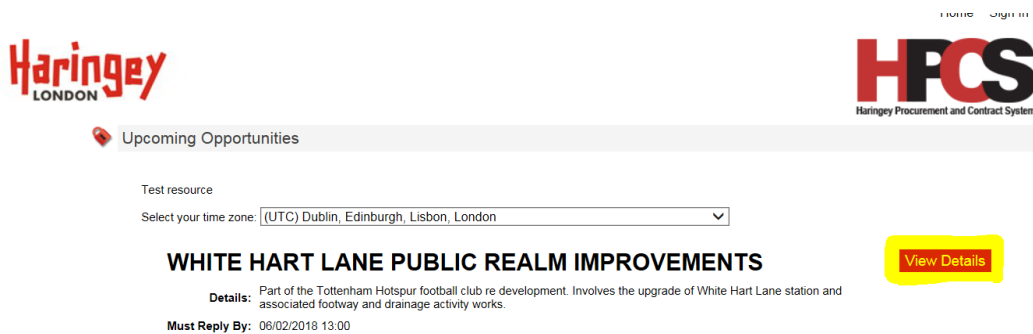 Home Sign In
Haringey
LONDON
HPCS
Haringey Procurement and Contract System
Upcoming Opportunities
Test resource
Select your time zone: (UTC) Dublin, Edinburgh, Lisbon, London
WHITE HART LANE PUBLIC REALM IMPROVEMENTS
View Details
Details: Part of the Tottenham Hotspur football club re development. Involves the upgrade of White Hart Lane station and
associated footway and drainage activity works.
Must Reply By: 06/02/2018 13:00